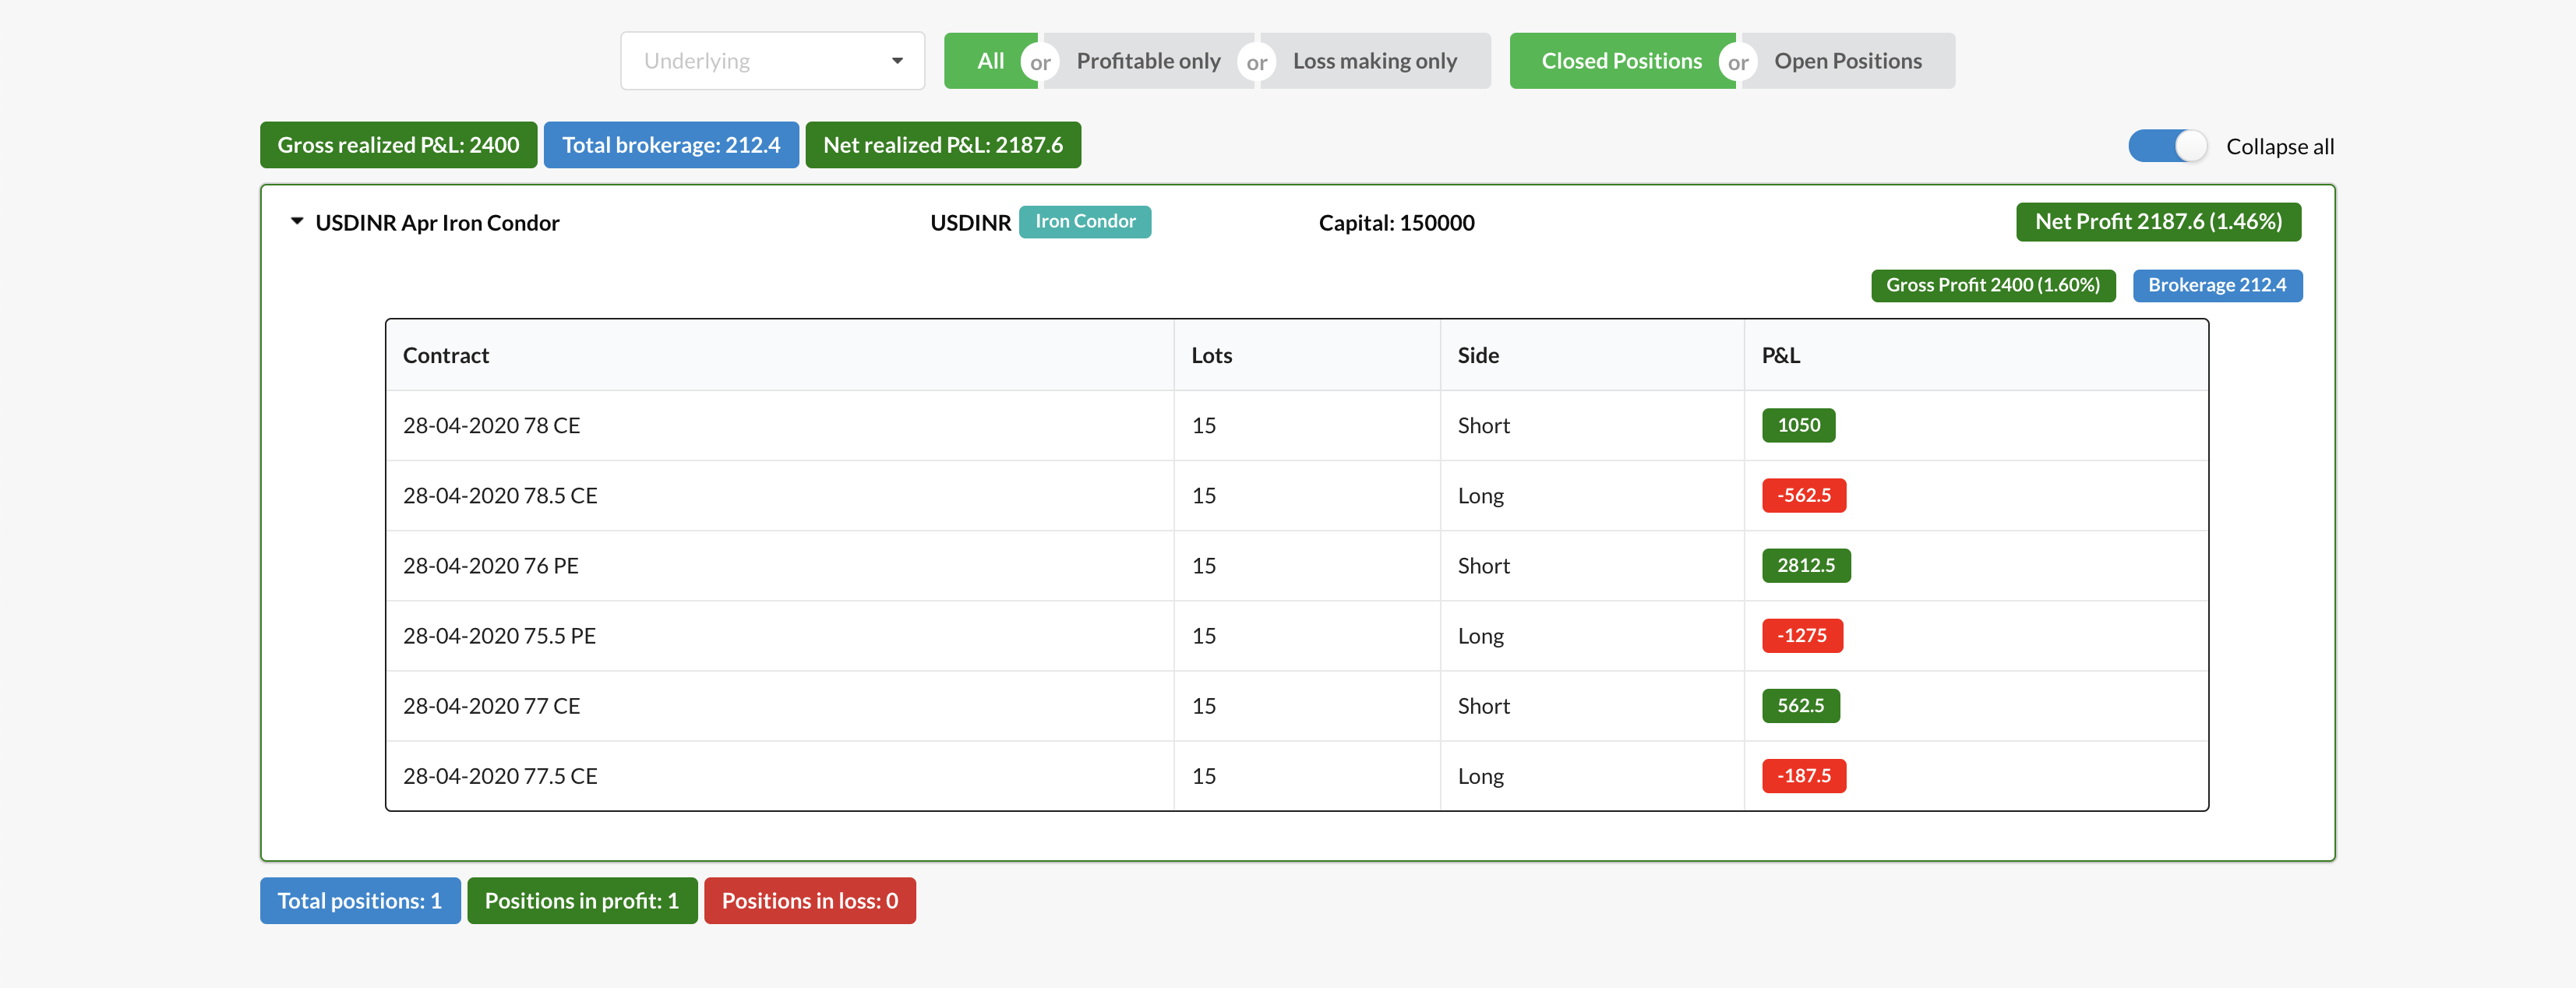 Underlying All or Profitable only or Loss making only Closed Positions or Open Positions
Gross realized P&L: 2400 Total brokerage: 212.4 Net realized P&L: 2187.6 Collapse all
USDINR Apr Iron Condor USDINR Iron Condor Capital: 150000 Net Profit 2187.6 (1.46%)
Gross Profit 2400 (1.60%) Brokerage 212.4
Contract Lots Side P&L
28-04-2020 78 CE 15 Short 1050
28-04-2020 78.5 CE 15 Long -562.5
28-04-2020 76 PE 15 Short 2812.5
28-04-2020 75.5 PE 15 Long -1275
28-04-2020 77 CE 15 Short 562.5
28-04-2020 77.5 CE 15 Long -187.5
Total positions: 1 Positions in profit: 1 Positions in loss: 0